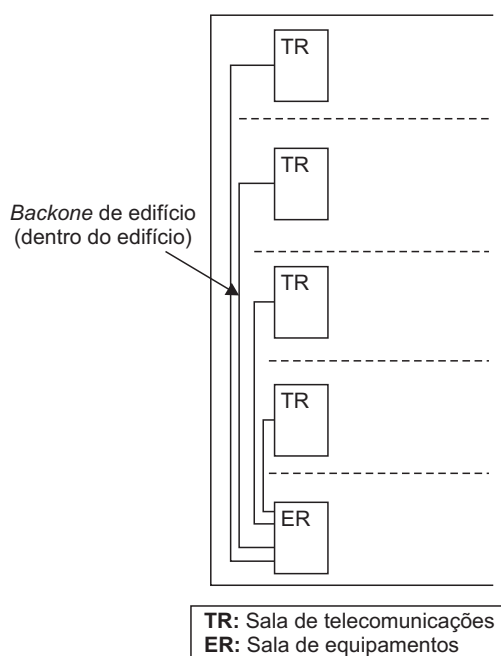 TR
TR
Backone de edifício
(dentro do edifício)
TR
TR
ER
TR: Sala de telecomunicações
ER: Sala de equipamentos